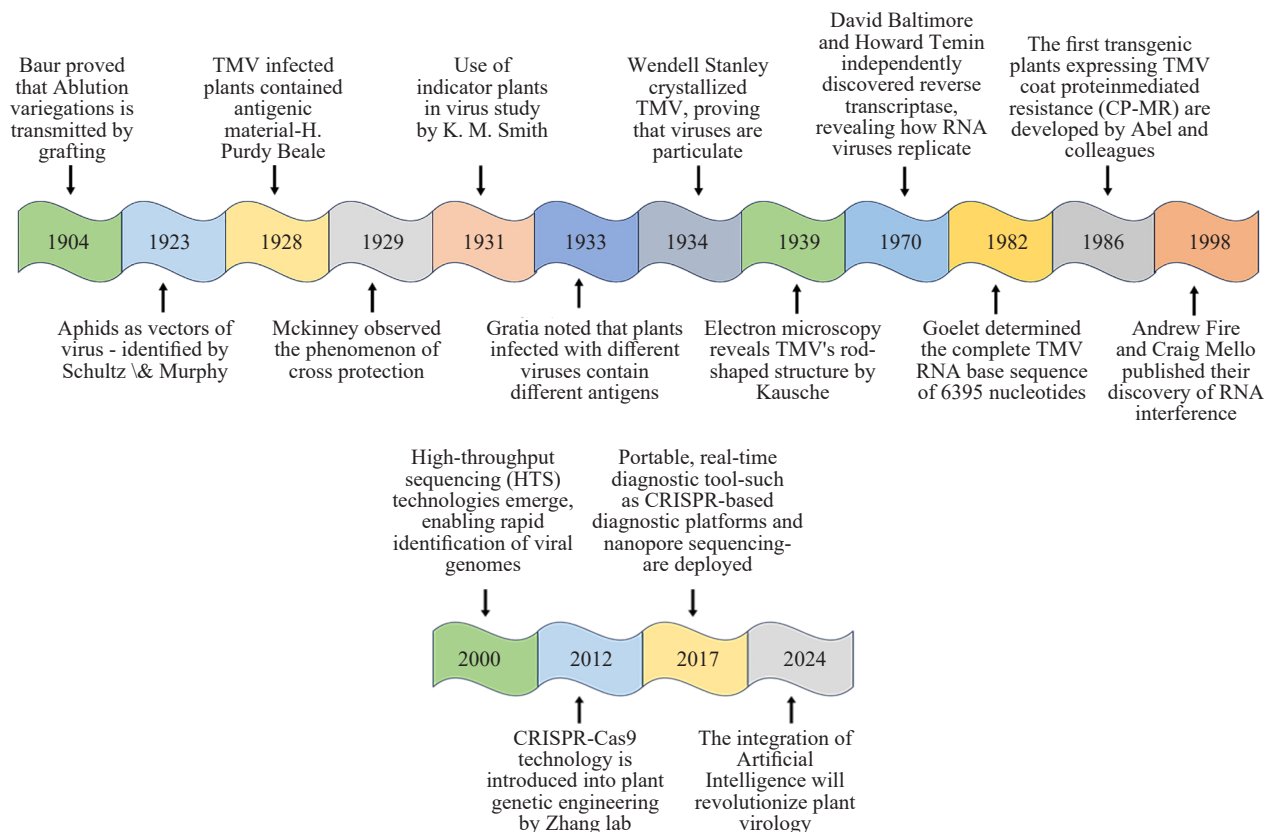 Baur proved
that Ablution
variegations is
transmitted by
grafting
TMV infected
plants contained
antigenic
material-H.
Purdy Beale
Use of
indicator plants
in virus study
by K. M. Smith
Wendell Stanley
crystallized
TMV, proving
that viruses are
particulate
David Baltimore
and Howard Temin
independently
discovered reverse
transcriptase,
revealing how RNA
viruses replicate
The first transgenic
plants expressing TMV
coat proteinmediated
resistance (CP-MR) are
developed by Abel and
colleagues
1904
1923
1928
1929
1931
1933
1934
1939
1970
1982
1986
1998
Aphids as vectors of
virus - identified by
Schultz \& Murphy
Mckinney observed
the phenomenon of
cross protection
Gratia noted that plants
infected with different
viruses contain
different antigens
Electron microscopy
reveals TMV's rod-
shaped structure by
Kausche
Goelet determined
the complete TMV
RNA base sequence
of 6395 nucleotides
Andrew Fire
and Craig Mello
published their
discovery of RNA
interference
High-throughput
sequencing (HTS)
technologies emerge,
enabling rapid
identification of viral
genomes
Portable, real-time
diagnostic tool-such
as CRISPR-based
diagnostic platforms and
nanopore sequencing-
are deployed
2000
2012
2017
2024
CRISPR-Cas9
technology is
introduced into plant
genetic engineering
by Zhang lab
The integration of
Artificial
Intelligence will
revolutionize plant
virology